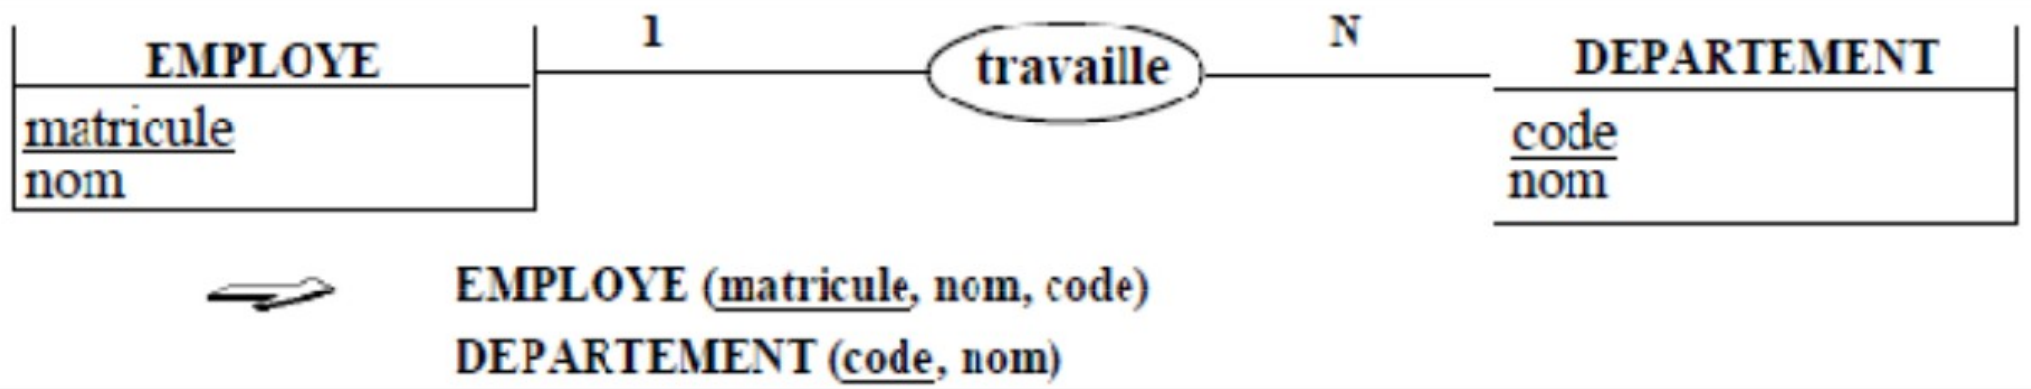 EMPLOYE 1 travaille N DEPARTEMENT
matricule code
nom nom
EMPLOYE (matricule, nom, code)
DEPARTEMENT (code, nom)